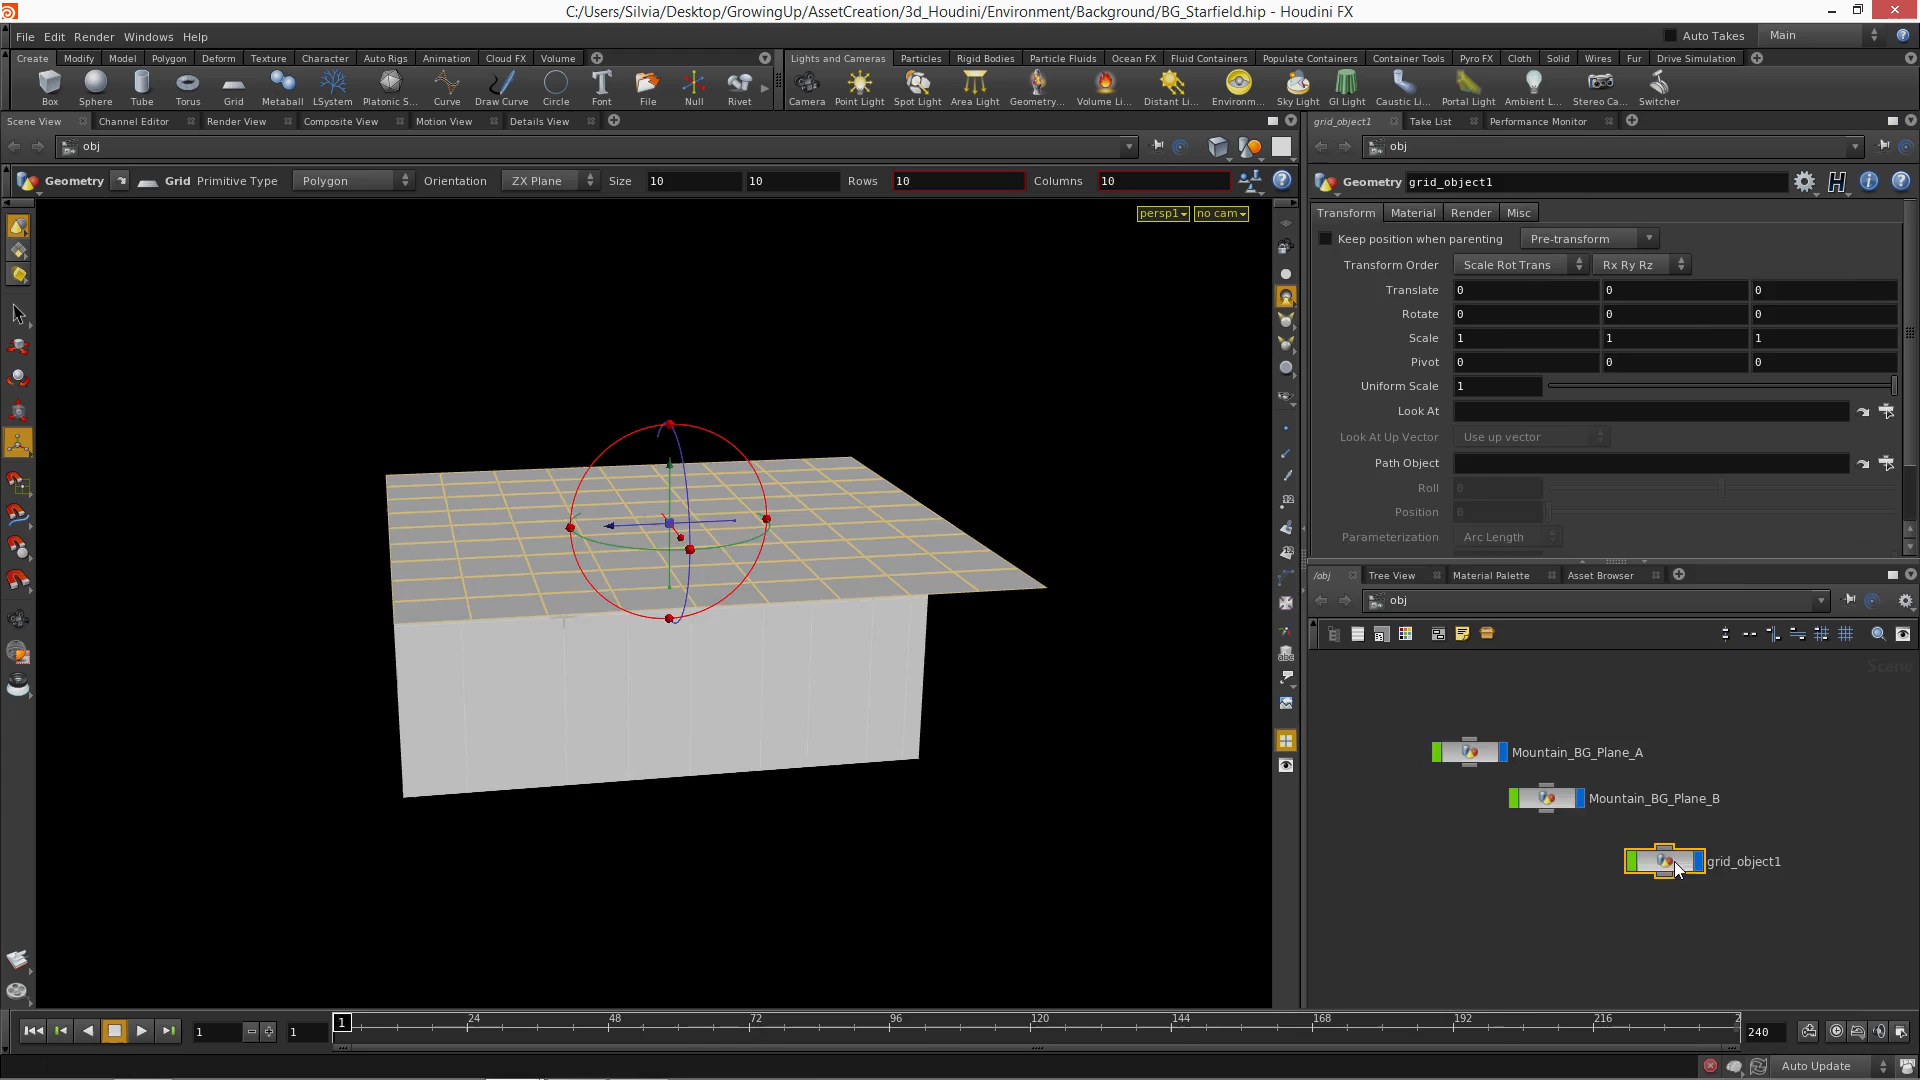 C:/Users/Silvia/Desktop/GrowingUp/AssetCreation/3d_Houdini/Environment/Background/BG_Starfield.hip - Houdini FX
File Edit Render Windows Help
Auto Takes Main
Create Modify Model Polygon Deform Texture Character Auto Rigs Animation Cloud FX Volume
Lights and Cameras Particles Rigid Bodies Particle Fluids Ocean FX Fluid Containers Populate Containers Container Tools Pyro FX Cloth Solid Wires Fur Drive Simulation
Box Sphere Tube Torus Grid Metaball LSystem Platonic S... Curve Draw Curve Circle Font File Null Rivet
Camera Point Light Spot Light Area Light Geometry... Volume Li... Distant Li... Environm... Sky Light GI Light Caustic Li... Portal Light Ambient L... Stereo Ca... Switcher
Scene View Channel Editor Render View Composite View Motion View Details View
grid_object1 Take List Performance Monitor
obj
obj
Geometry Grid Primitive Type Polygon Orientation ZX Plane Size 10 10 Rows 10 Columns 10
Geometry grid_object1
persp1 no cam
Transform Material Render Misc
Keep position when parenting Pre-transform
Transform Order Scale Rot Trans Rx Ry Rz
Translate 0 0 0
Rotate 0 0 0
Scale 1 1 1
Pivot 0 0 0
Uniform Scale 1
Look At
Look At Up Vector Use up vector
Path Object
Roll 0
Position 0
Parameterization Arc Length
/obj Tree View Material Palette Asset Browser
obj
Scene
Mountain_BG_Plane_A
Mountain_BG_Plane_B
grid_object1
1 1 1 24 48 72 96 120 144 168 192 216 2 240
Auto Update